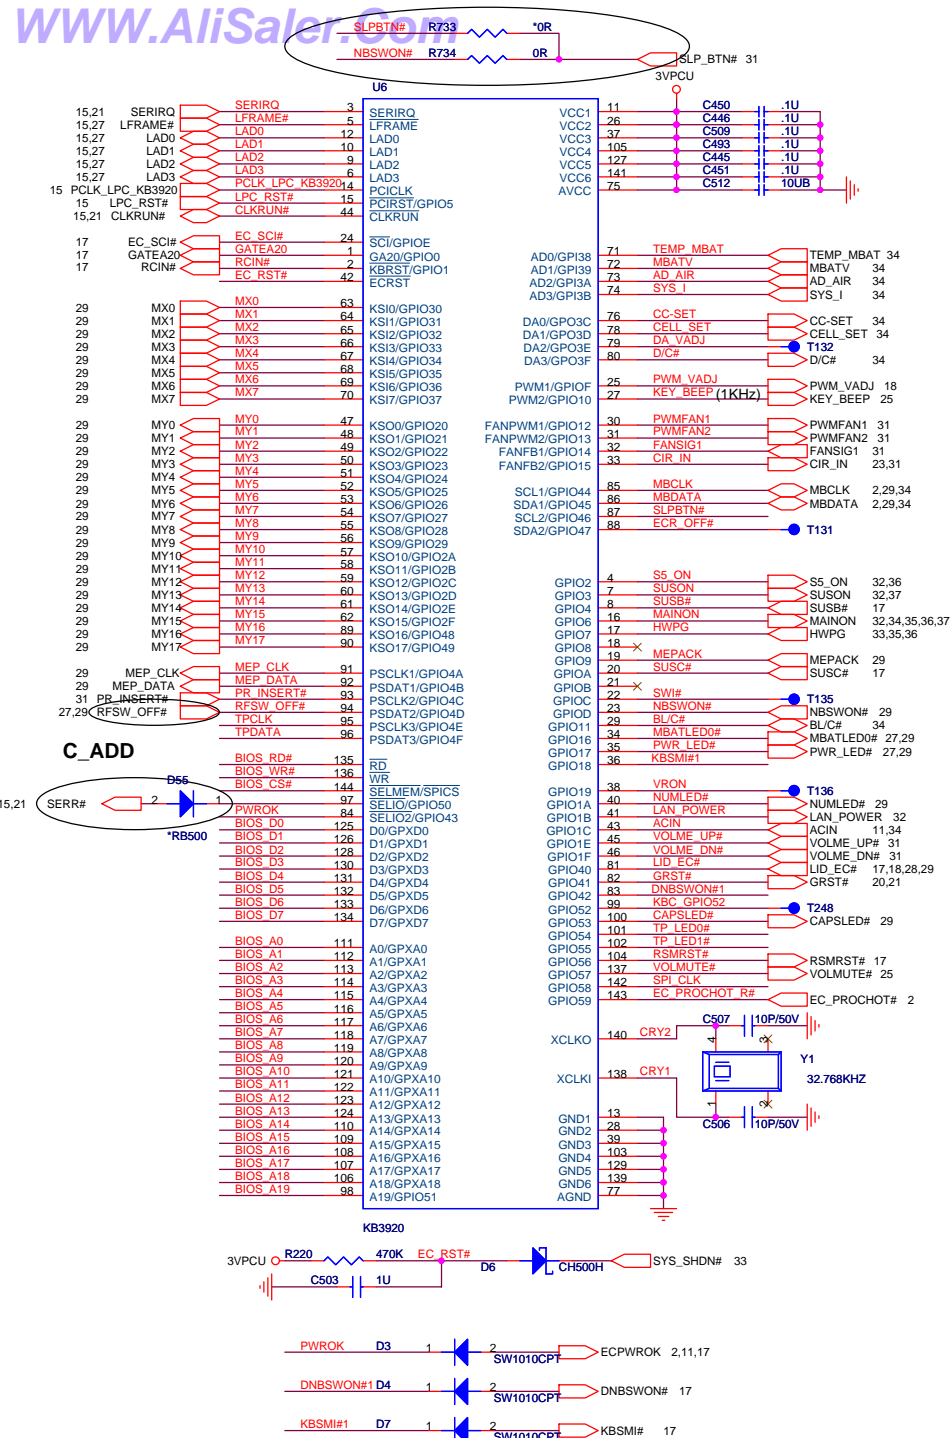 WWW.AliSaler.Com
SLPBTN# R733 *0R
NBSWON# R734 0R
SLP_BTN# 31
3VPCU
U6
15,21 SERIRQ SERIRQ 3 SERIRQ VCC1 11 C450 .1U
15,27 LFRAME# LFRAME# 5 LFRAME VCC2 26 C446 .1U
15,27 LAD0 LAD0 12 LAD0 VCC3 37 C509 .1U
15,27 LAD1 LAD1 10 LAD1 VCC4 105 C493 .1U
15,27 LAD2 LAD2 9 LAD2 VCC5 127 C445 .1U
15,27 LAD3 LAD3 6 LAD3 VCC6 141 C451 .1U
15 PCLK_LPC_KB3920 PCLK_LPC_KB3920 14 PCICLK AVCC 75 C512 10UB
15 LPC_RST# LPC_RST# 15 PCIRST/GPIO5
15,21 CLKRUN# CLKRUN# 44 CLKRUN
17 EC_SCI# EC_SCI# 24 SCI/GPIOE
17 GATEA20 GATEA20 1 GA20/GPIO0 AD0/GPI38 71 TEMP_MBAT TEMP_MBAT 34
17 RCIN# RCIN# 2 KBRST/GPIO1 AD1/GPI39 72 MBATV MBATV 34
EC_RST# 42 ECRST AD2/GPI3A 73 AD_AIR AD_AIR 34
AD3/GPI3B 74 SYS_I SYS_I 34
29 MX0 MX0 63 KSI0/GPIO30
29 MX1 MX1 64 KSI1/GPIO31 DA0/GPO3C 76 CC-SET CC-SET 34
29 MX2 MX2 65 KSI2/GPIO32 DA1/GPO3D 78 CELL_SET CELL_SET 34
29 MX3 MX3 66 KSI3/GPIO33 DA2/GPO3E 79 DA_VADJ T132
29 MX4 MX4 67 KSI4/GPIO34 DA3/GPO3F 80 D/C# D/C# 34
29 MX5 MX5 68 KSI5/GPIO35
29 MX6 MX6 69 KSI6/GPIO36 PWM1/GPIOF 25 PWM_VADJ PWM_VADJ 18
29 MX7 MX7 70 KSI7/GPIO37 PWM2/GPIO10 27 KEY_BEEP (1KHz) KEY_BEEP 25
29 MY0 MY0 47 KSO0/GPIO20 FANPWM1/GPIO12 30 PWMFAN1 PWMFAN1 31
29 MY1 MY1 48 KSO1/GPIO21 FANPWM2/GPIO13 31 PWMFAN2 PWMFAN2 31
29 MY2 MY2 49 KSO2/GPIO22 FANFB1/GPIO14 32 FANSIG1 FANSIG1 31
29 MY3 MY3 50 KSO3/GPIO23 FANFB2/GPIO15 33 CIR_IN CIR_IN 23,31
29 MY4 MY4 51 KSO4/GPIO24
29 MY5 MY5 52 KSO5/GPIO25 SCL1/GPIO44 85 MBCLK MBCLK 2,29,34
29 MY6 MY6 53 KSO6/GPIO26 SDA1/GPIO45 86 MBDATA MBDATA 2,29,34
29 MY7 MY7 54 KSO7/GPIO27 SCL2/GPIO46 87 SLPBTN#
29 MY8 MY8 55 KSO8/GPIO28 SDA2/GPIO47 88 ECR_OFF# T131
29 MY9 MY9 56 KSO9/GPIO29
29 MY10 MY10 57 KSO10/GPIO2A
29 MY11 MY11 58 KSO11/GPIO2B
29 MY12 MY12 59 KSO12/GPIO2C GPIO2 4 S5_ON S5_ON 32,36
29 MY13 MY13 60 KSO13/GPIO2D GPIO3 7 SUSON SUSON 32,37
29 MY14 MY14 61 KSO14/GPIO2E GPIO4 8 SUSB# SUSB# 17
29 MY15 MY15 62 KSO15/GPIO2F GPIO6 16 MAINON MAINON 32,34,35,36,37
29 MY16 MY16 89 KSO16/GPIO48 GPIO7 17 HWPG HWPG 33,35,36
29 MY17 MY17 90 KSO17/GPIO49 GPIO8 18
GPIO9 19 MEPACK MEPACK 29
29 MEP_CLK MEP_CLK 91 PSCLK1/GPIO4A GPIOA 20 SUSC# SUSC# 17
29 MEP_DATA MEP_DATA 92 PSDAT1/GPIO4B GPIOB 21
31 PR_INSERT# PR_INSERT# 93 PSCLK2/GPIO4C GPIOC 22 SWI# T135
27,29 RFSW_OFF# RFSW_OFF# 94 PSDAT2/GPIO4D GPIOD 23 NBSWON# NBSWON# 29
TPCLK 95 PSCLK3/GPIO4E GPIO11 29 BL/C# BL/C# 34
TPDATA 96 PSDAT3/GPIO4F GPIO16 34 MBATLED0# MBATLED0# 27,29
C_ADD GPIO17 35 PWR_LED# PWR_LED# 27,29
BIOS_RD# 135 RD GPIO18 36 KBSMI#1
BIOS_WR# 136 WR
BIOS_CS# 144 SELMEM/SPICS GPIO19 38 VRON T136
15,21 SERR# 2 D55 1 *RB500 97 SELIO/GPIO50 GPIO1A 40 NUMLED# NUMLED# 29
PWROK 84 SELIO2/GPIO43 GPIO1B 41 LAN_POWER LAN_POWER 32
BIOS_D0 125 D0/GPXD0 GPIO1C 43 ACIN ACIN 11,34
BIOS_D1 126 D1/GPXD1 GPIO1E 45 VOLME_UP# VOLME_UP# 31
BIOS_D2 128 D2/GPXD2 GPIO1F 46 VOLME_DN# VOLME_DN# 31
BIOS_D3 130 D3/GPXD3 GPIO40 81 LID_EC# LID_EC# 17,18,28,29
BIOS_D4 131 D4/GPXD4 GPIO41 82 GRST# GRST# 20,21
BIOS_D5 132 D5/GPXD5 GPIO42 83 DNBSWON#1
BIOS_D6 133 D6/GPXD6 GPIO52 99 KBC_GPIO52 T248
BIOS_D7 134 D7/GPXD7 GPIO53 100 CAPSLED# CAPSLED# 29
GPIO54 101 TP_LED0#
BIOS_A0 111 A0/GPXA0 GPIO55 102 TP_LED1#
BIOS_A1 112 A1/GPXA1 GPIO56 104 RSMRST# RSMRST# 17
BIOS_A2 113 A2/GPXA2 GPIO57 137 VOLMUTE# VOLMUTE# 25
BIOS_A3 114 A3/GPXA3 GPIO58 142 SPI_CLK
BIOS_A4 115 A4/GPXA4 GPIO59 143 EC_PROCHOT_R# EC_PROCHOT# 2
BIOS_A5 116 A5/GPXA5
BIOS_A6 117 A6/GPXA6 C507 10P/50V
BIOS_A7 118 A7/GPXA7 XCLKO 140 CRY2 4 3
BIOS_A8 119 A8/GPXA8 Y1
BIOS_A9 120 A9/GPXA9
BIOS_A10 121 A10/GPXA10 XCLKI 138 CRY1 32.768KHZ
BIOS_A11 122 A11/GPXA11
BIOS_A12 123 A12/GPXA12 1 2
BIOS_A13 124 A13/GPXA13 GND1 13 C506 10P/50V
BIOS_A14 110 A14/GPXA14 GND2 28
BIOS_A15 109 A15/GPXA15 GND3 39
BIOS_A16 108 A16/GPXA16 GND4 103
BIOS_A17 107 A17/GPXA17 GND5 129
BIOS_A18 106 A18/GPXA18 GND6 139
BIOS_A19 98 A19/GPIO51 AGND 77
KB3920
3VPCU R220 470K EC_RST# D6 CH500H SYS_SHDN# 33
C503 1U
PWROK D3 1 2 SW1010CPT ECPWROK 2,11,17
DNBSWON#1 D4 1 2 SW1010CPT DNBSWON# 17
KBSMI#1 D7 1 2 SW1010CPT KBSMI# 17